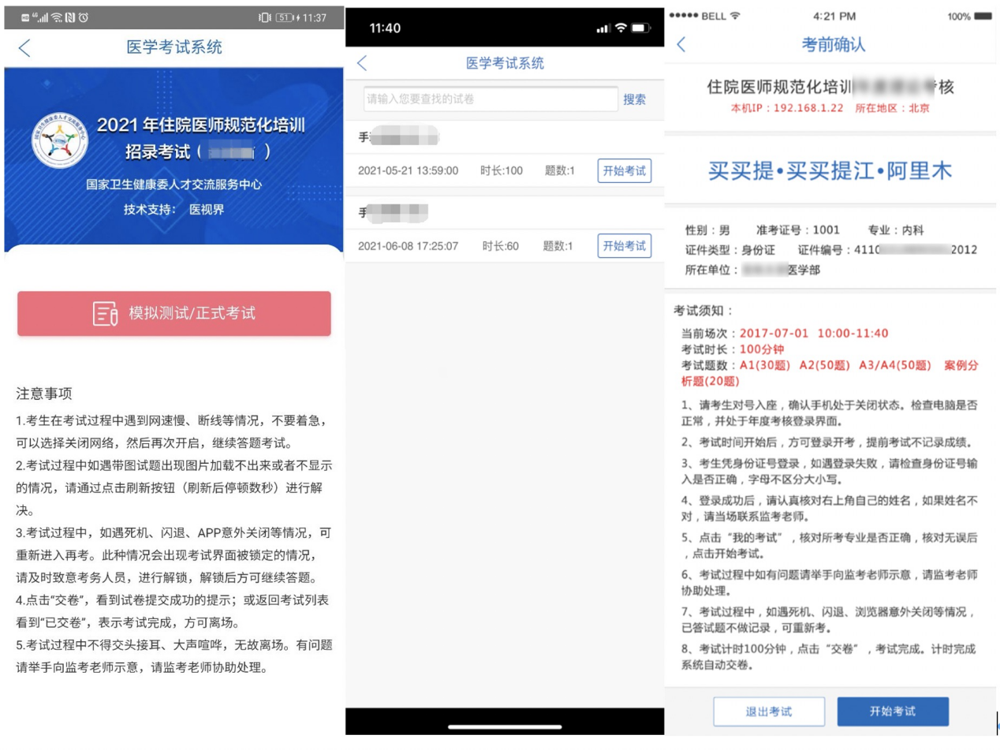 HD 4G 51 11:37
医学考试系统
国家卫生健康委人才交流服务中心
2021年住院医师规范化培训
招录考试（ ）
国家卫生健康委人才交流服务中心
技术支持： 医视界
模拟测试/正式考试
注意事项
1.考生在考试过程中遇到网速慢、断线等情况，不要着急，
可以选择关闭网络，然后再次开启，继续答题考试。
2.考试过程中如遇带图试题出现图片加载不出来或者不显示
的情况，请通过点击刷新按钮（刷新后停顿数秒）进行解
决。
3.考试过程中，如遇死机、闪退、APP意外关闭等情况，可
重新进入再考。此种情况会出现考试界面被锁定的情况，
请及时致意考务人员，进行解锁，解锁后方可继续答题。
4.点击“交卷”，看到试卷提交成功的提示；或返回考试列表
看到“已交卷”，表示考试完成，方可离场。
5.考试过程中不得交头接耳、大声喧哗，无故离场。有问题
请举手向监考老师示意，请监考老师协助处理。
11:40
医学考试系统
请输入您要查找的试卷 搜索
手
2021-05-21 13:59:00 时长:100 题数:1 开始考试
手
2021-06-08 17:25:07 时长:60 题数:1 开始考试
BELL 4:21 PM 100%
考前确认
住院医师规范化培训 核
本机IP：192.168.1.22 所在地区：北京
买买提•买买提江•阿里木
性别：男 准考证号：1001 专业：内科
证件类型：身份证 证件编号：4110 2012
所在单位： 医学部
考试须知：
当前场次：2017-07-01 10:00-11:40
考试时长：100分钟
考试题数：A1(30题) A2(50题) A3/A4(50题) 案例分
析题(20题)
1、请考生对号入座，确认手机处于关闭状态。检查电脑是否
正常，并处于年度考核登录界面。
2、考试时间开始后，方可登录开考，提前考试不记录成绩。
3、考生凭身份证号登录，如遇登录失败，请检查身份证号输
入是否正确，字母不区分大小写。
4、登录成功后，请认真核对右上角自己的姓名，如果姓名不
对，请当场联系监考老师。
5、点击“我的考试”，核对所考专业是否正确，核对无误后
，点击开始考试。
6、考试过程中如有问题请举手向监考老师示意，请监考老师
协助处理。
7、考试过程中，如遇死机、闪退、浏览器意外关闭等情况，
已答试题不做记录，可重新考。
8、考试计时100分钟，点击“交卷”，考试完成。计时完成
系统自动交卷。
退出考试 开始考试